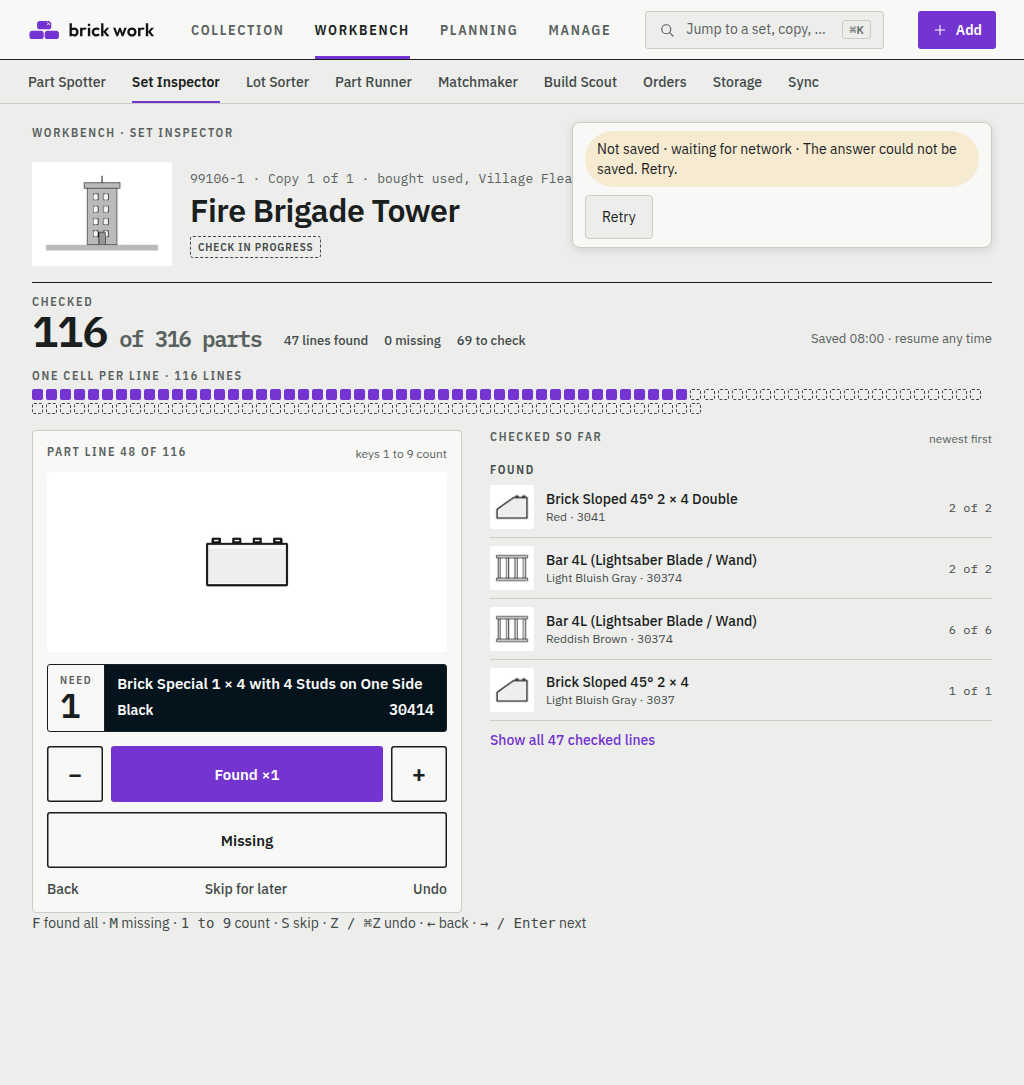 brick work
COLLECTION
WORKBENCH
PLANNING
MANAGE
Jump to a set, copy, ...
⌘K
+ Add
Part Spotter
Set Inspector
Lot Sorter
Part Runner
Matchmaker
Build Scout
Orders
Storage
Sync
WORKBENCH · SET INSPECTOR
Not saved · waiting for network · The answer could not be
saved. Retry.
Retry
99106-1 · Copy 1 of 1 · bought used, Village Flea
Fire Brigade Tower
CHECK IN PROGRESS
CHECKED
116 of 316 parts
47 lines found
0 missing
69 to check
Saved 08:00 · resume any time
ONE CELL PER LINE · 116 LINES
PART LINE 48 OF 116
keys 1 to 9 count
NEED
1
Brick Special 1 × 4 with 4 Studs on One Side
Black
30414
−
Found ×1
+
Missing
Back
Skip for later
Undo
CHECKED SO FAR
newest first
FOUND
Brick Sloped 45° 2 × 4 Double
Red · 3041
2 of 2
Bar 4L (Lightsaber Blade / Wand)
Light Bluish Gray · 30374
2 of 2
Bar 4L (Lightsaber Blade / Wand)
Reddish Brown · 30374
6 of 6
Brick Sloped 45° 2 × 4
Light Bluish Gray · 3037
1 of 1
Show all 47 checked lines
F found all · M missing · 1 to 9 count · S skip · Z / ⌘Z undo · ← back · → / Enter next